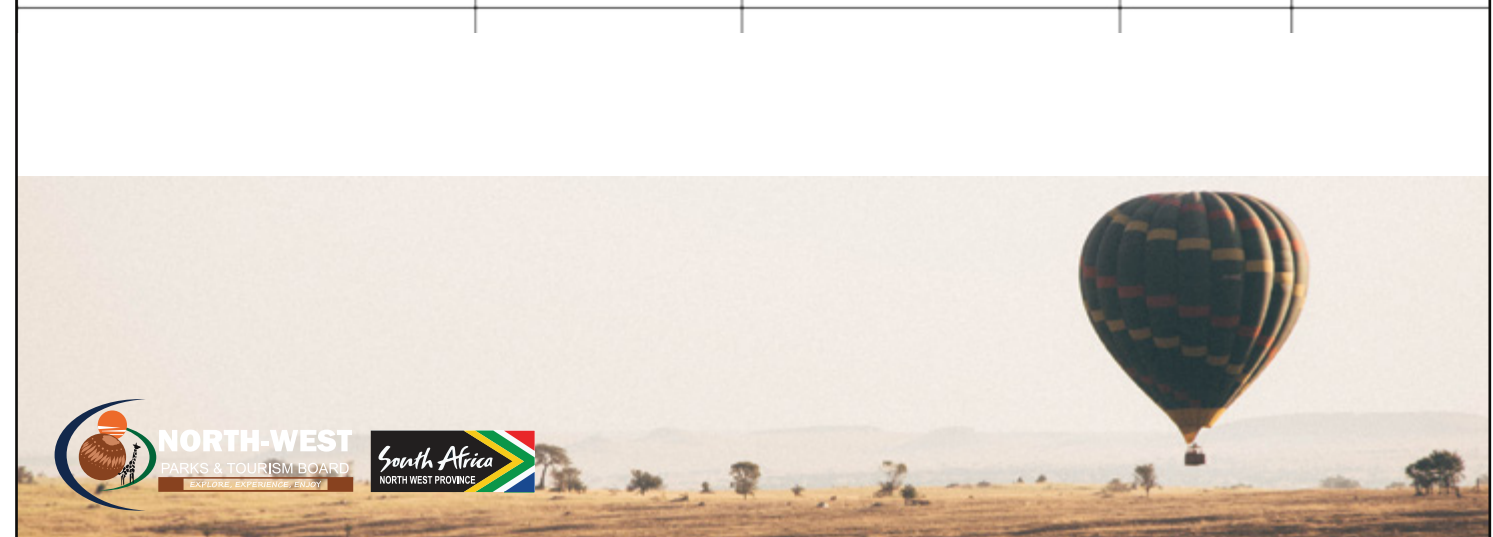 NORTH-WEST
PARKS & TOURISM BOARD
EXPLORE, EXPERIENCE, ENJOY
South Africa
NORTH WEST PROVINCE